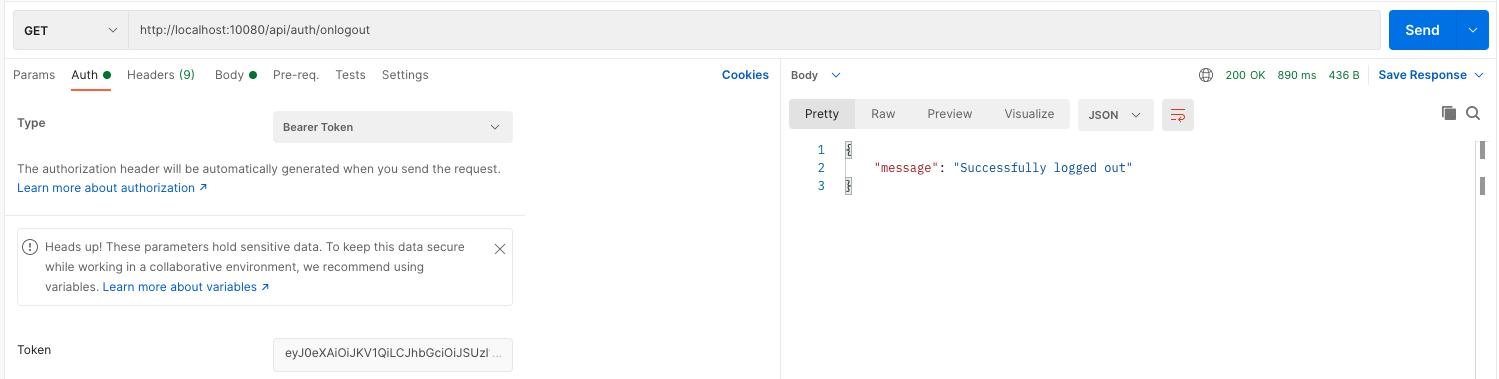 GET http://localhost:10080/api/auth/onlogout Send
Params Auth Headers (9) Body Pre-req. Tests Settings Cookies
Body 200 OK 890 ms 436 B Save Response
Pretty Raw Preview Visualize JSON
Type Bearer Token
The authorization header will be automatically generated when you send the request.
Learn more about authorization ↗
Heads up! These parameters hold sensitive data. To keep this data secure
while working in a collaborative environment, we recommend using
variables. Learn more about variables ↗
Token eyJ0eXAiOiJKV1QiLCJhbGciOiJSUzI...
1 {
2 "message": "Successfully logged out"
3 }